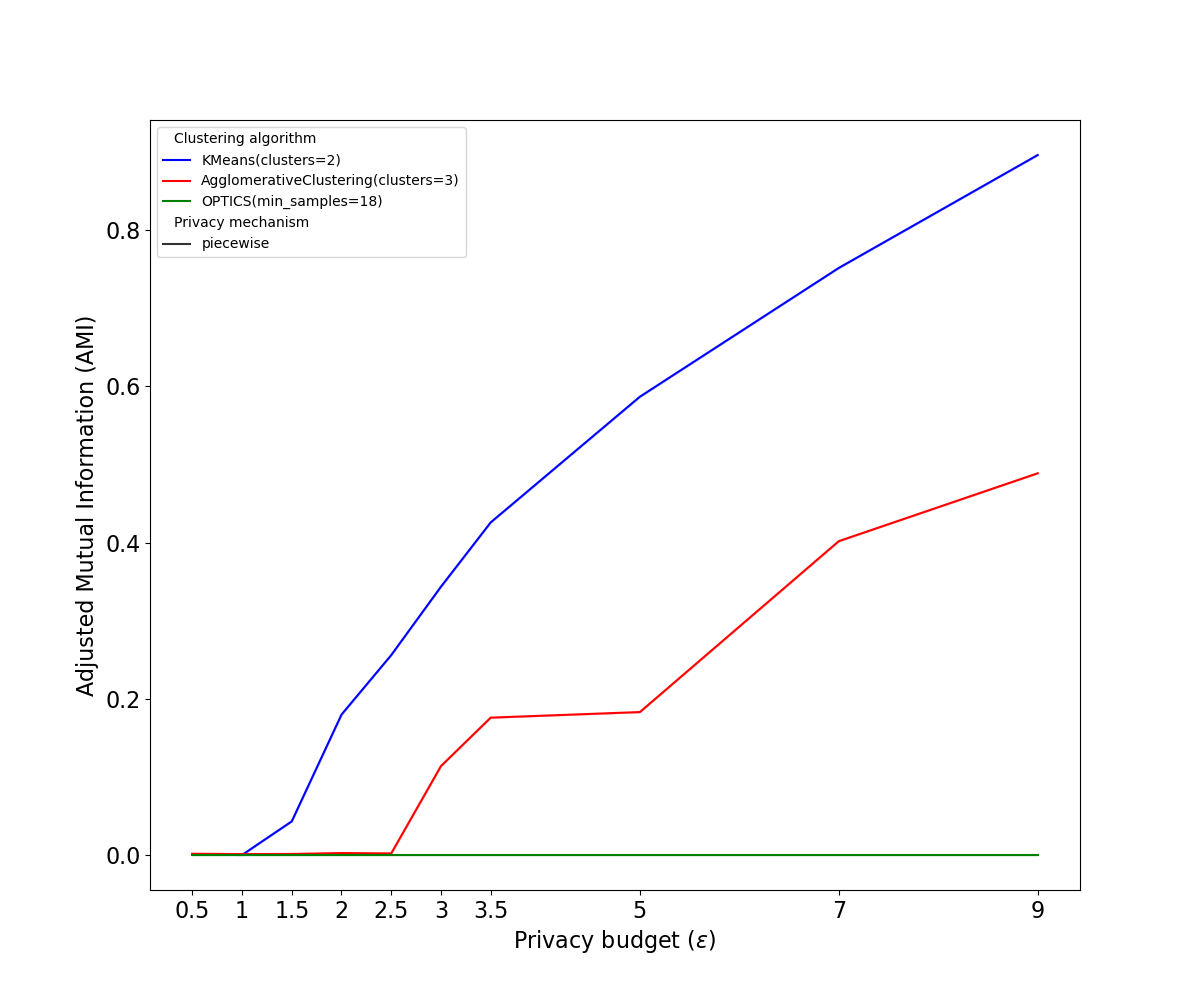 Clustering algorithm
KMeans(clusters=2)
AgglomerativeClustering(clusters=3)
OPTICS(min_samples=18)
Privacy mechanism
piecewise
Adjusted Mutual Information (AMI)
0.8
0.6
0.4
0.2
0.0
0.5 1 1.5 2 2.5 3 3.5 5 7 9
Privacy budget (ε)